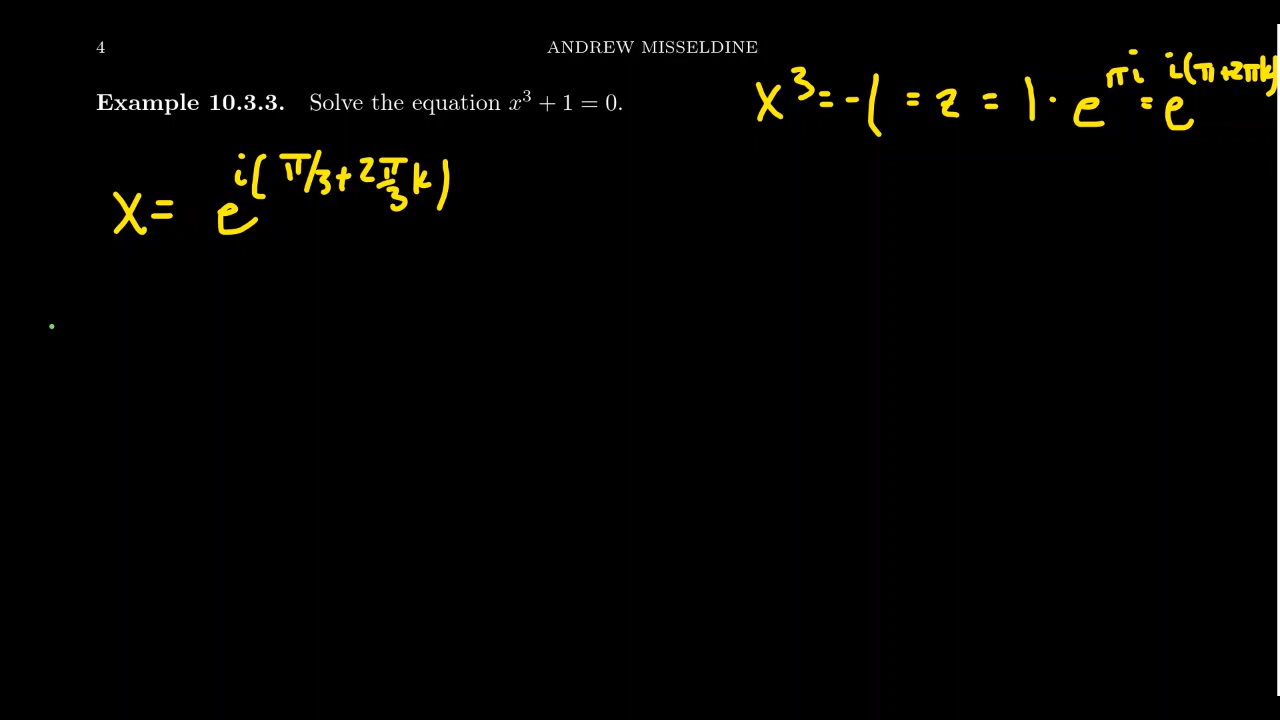 4 ANDREW MISSELDINE
Example 10.3.3. Solve the equation x³ + 1 = 0.
x³ = -1 = z = 1 · e^{πi} = e^{i(π+2πk)}
x = e^{i(π/3 + 2π/3 k)}